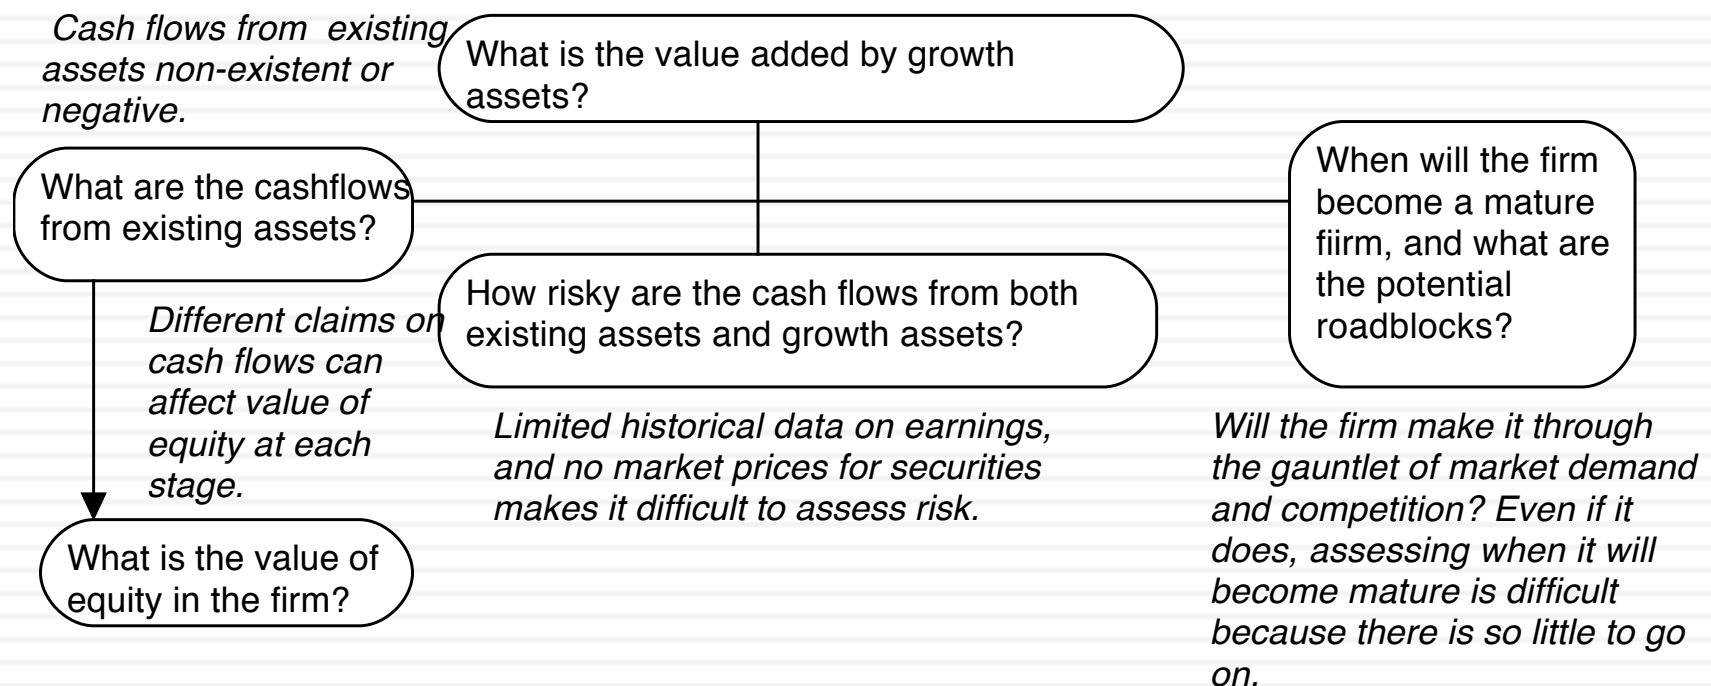 Cash flows from  existing
assets non-existent or
negative.
What is the value added by growth
assets?
What are the cashflows
from existing assets?
When will the firm
become a mature
fiirm, and what are
the potential
roadblocks?
How risky are the cash flows from both
existing assets and growth assets?
Different claims on
cash flows can
affect value of
equity at each
stage.
Limited historical data on earnings,
and no market prices for securities
makes it difficult to assess risk.
Will the firm make it through
the gauntlet of market demand
and competition? Even if it
does, assessing when it will
become mature is difficult
because there is so little to go
on.
What is the value of
equity in the firm?